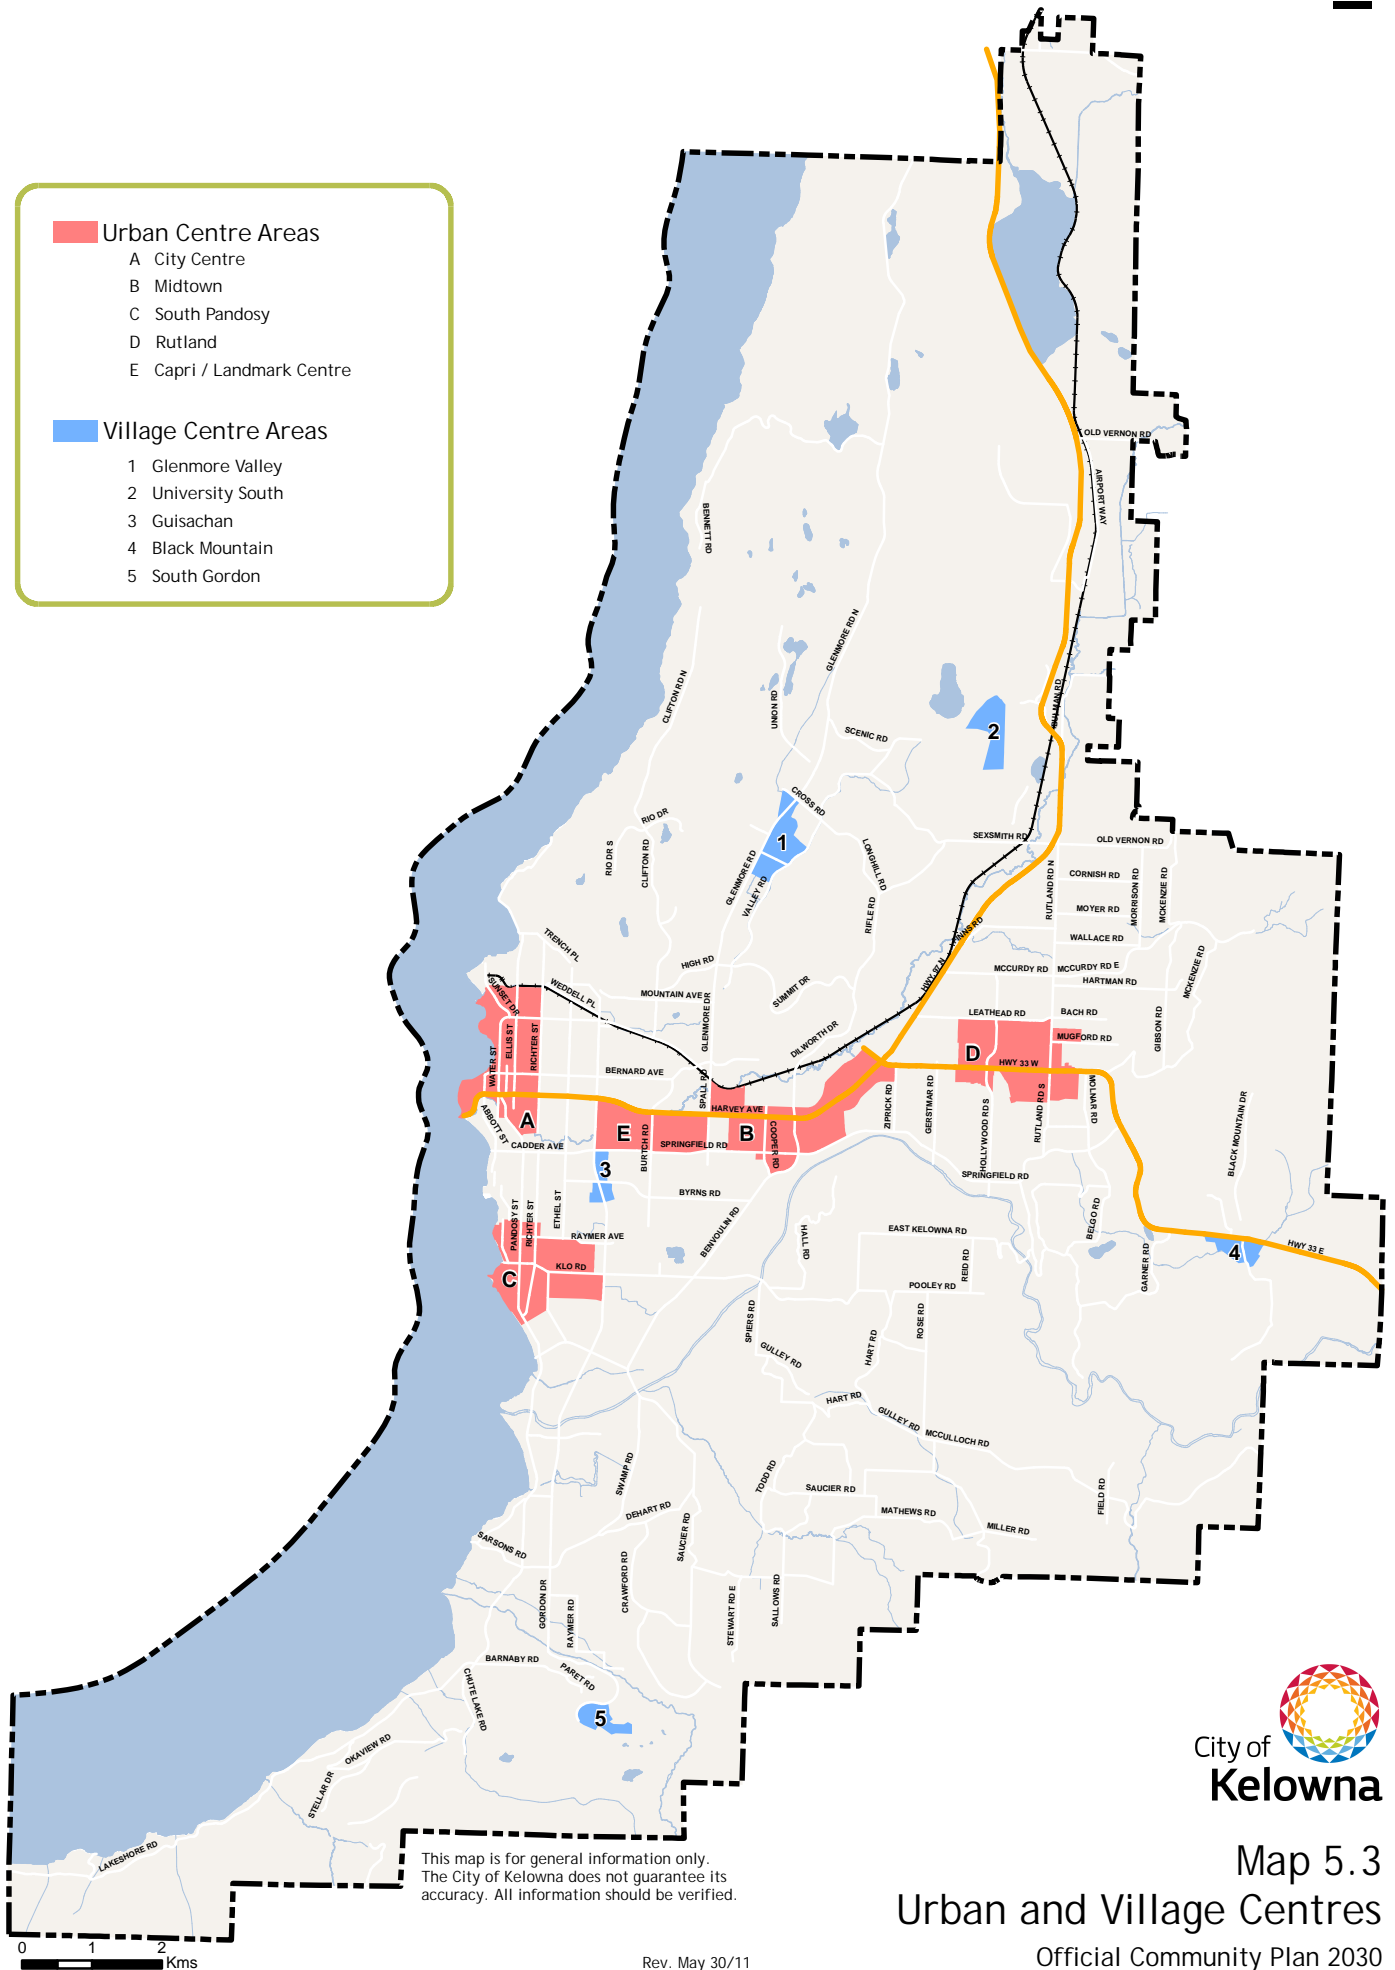 Urban Centre Areas
A City Centre
B Midtown
C South Pandosy
D Rutland
E Capri / Landmark Centre
Village Centre Areas
1 Glenmore Valley
2 University South
3 Guisachan
4 Black Mountain
5 South Gordon
OLD VERNON RD
AIRPORT WAY
BENNETT RD
GLENMORE RD N
CLIFTON RD N
UNION RD
SCENIC RD
BULMAN RD
2
CROSS RD
RIO DR
RIO DR S
CLIFTON RD
1
GLENMORE RD
VALLEY RD
LONGHILL RD
RIFLE RD
SEXSMITH RD
OLD VERNON RD
CORNISH RD
RUTLAND RD N
MORRISON RD
MCKENZIE RD
MOYER RD
WALLACE RD
FINNS RD
TRENCH PL
HIGH RD
MCCURDY RD
MCCURDY RD E
HARTMAN RD
MCKENZIE RD
HWY 97 N
SUNSET DR
WEDDELL PL
MOUNTAIN AVE
SUMMIT DR
GLENMORE DR
DILWORTH DR
LEATHEAD RD
BACH RD
MUGFORD RD
GIBSON RD
WATER ST
ELLIS ST
RICHTER ST
D
HWY 33 W
BERNARD AVE
SPALL RD
HARVEY AVE
ZIPRICK RD
GERSTMAR RD
HOLLYWOOD RD S
RUTLAND RD S
MOLNAR RD
BLACK MOUNTAIN DR
ABBOTT ST
A
E
B
COOPER RD
CADDER AVE
BURTCH RD
SPRINGFIELD RD
3
SPRINGFIELD RD
BYRNS RD
PANDOSY ST
RICHTER ST
ETHEL ST
RAYMER AVE
BENVOULIN RD
HALL RD
EAST KELOWNA RD
BELGO RD
GARNER RD
4
HWY 33 E
C
KLO RD
REID RD
POOLEY RD
SPIERS RD
GULLEY RD
HART RD
ROSE RD
HART RD
GULLEY RD
MCCULLOCH RD
SWAMP RD
TODD RD
SAUCIER RD
FIELD RD
DEHART RD
MATHEWS RD
MILLER RD
SAUCIER RD
SARSONS RD
CRAWFORD RD
GORDON DR
RAYMER RD
STEWART RD E
SALLOWS RD
BARNABY RD
PARET RD
CHUTE LAKE RD
5
OKAVIEW RD
STELLAR DR
LAKESHORE RD
City of
Kelowna
This map is for general information only.
The City of Kelowna does not guarantee its
accuracy. All information should be verified.
Map 5.3
Urban and Village Centres
Official Community Plan 2030
0 1 2
Kms
Rev. May 30/11